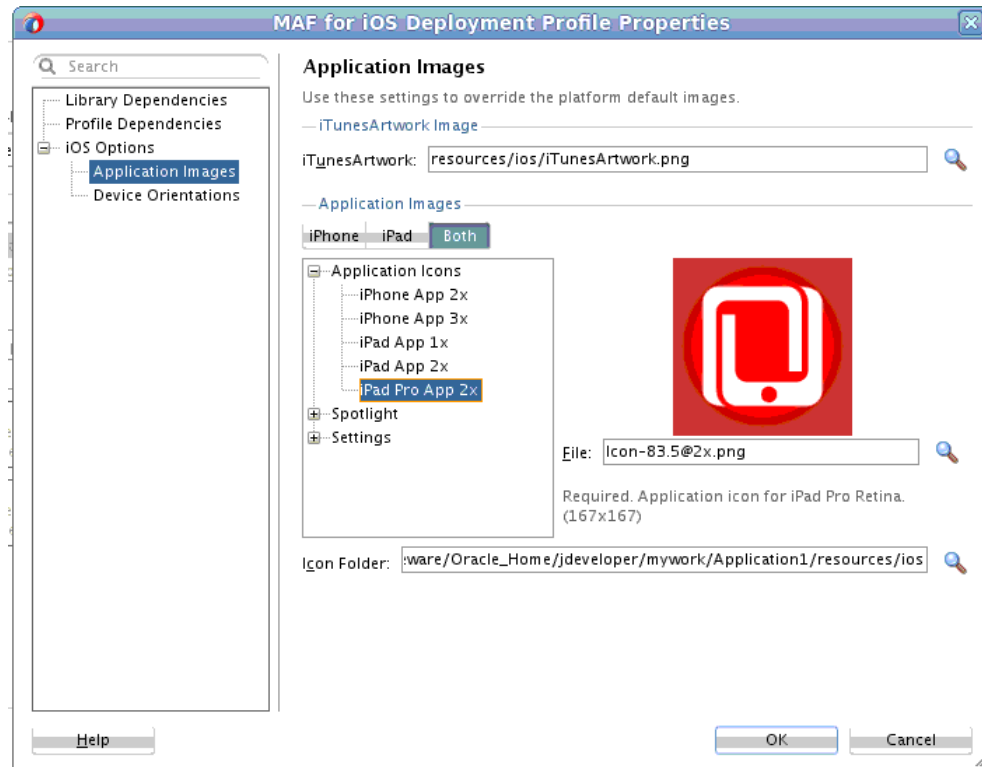 MAF for iOS Deployment Profile Properties
Search
Library Dependencies
Profile Dependencies
iOS Options
Application Images
Device Orientations
Application Images
Use these settings to override the platform default images.
iTunesArtwork Image
iTunesArtwork: resources/ios/iTunesArtwork.png
Application Images
iPhone iPad Both
Application Icons
iPhone App 2x
iPhone App 3x
iPad App 1x
iPad App 2x
iPad Pro App 2x
Spotlight
Settings
File: Icon-83.5@2x.png
Required. Application icon for iPad Pro Retina.
(167x167)
Icon Folder: :ware/Oracle_Home/jdeveloper/mywork/Application1/resources/ios
Help OK Cancel